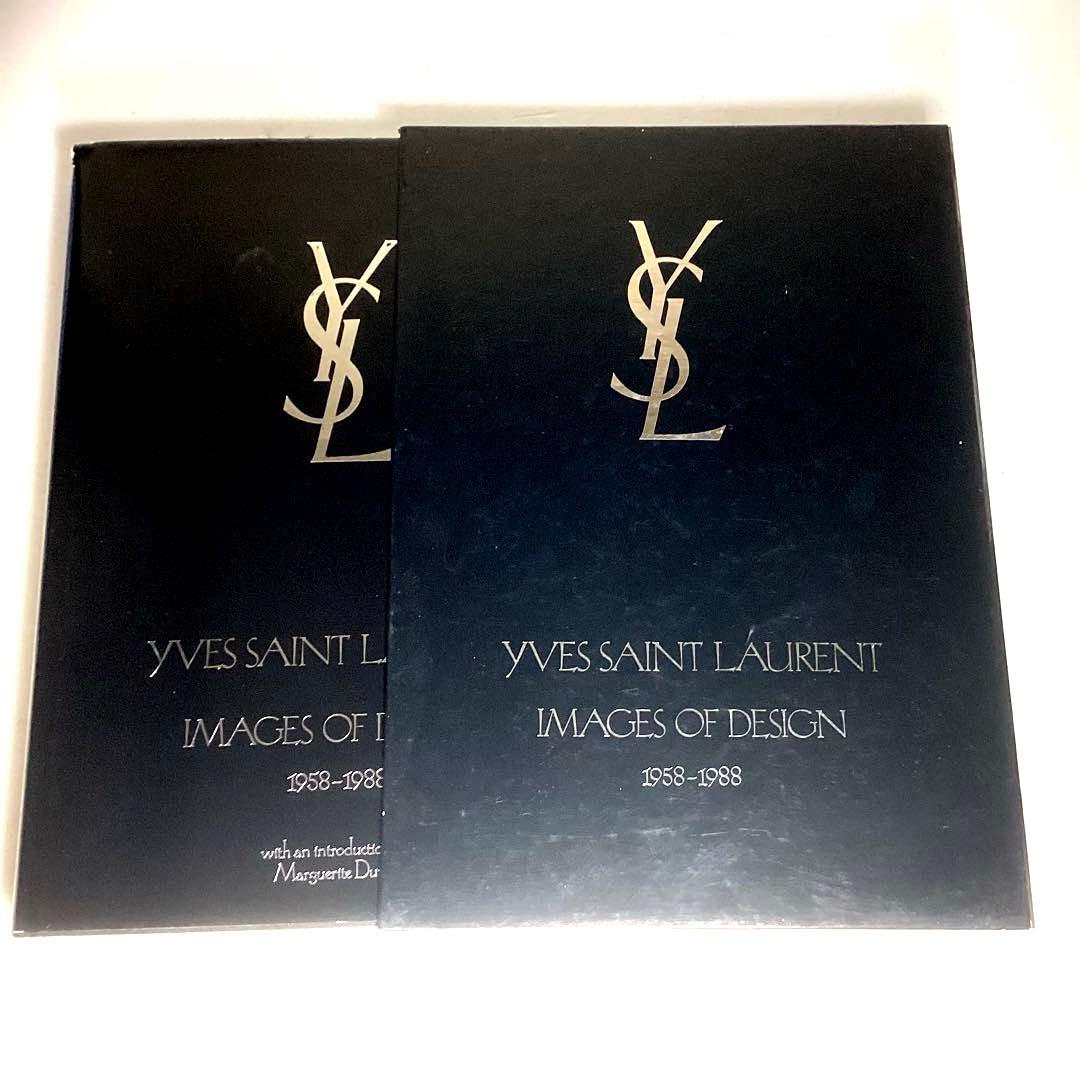 YSL
YVES SAINT
IMAGES OF
1958-1988
with an
Marguerite
YSL
YVES SAINT LAURENT
IMAGES OF DESIGN
1958-1988